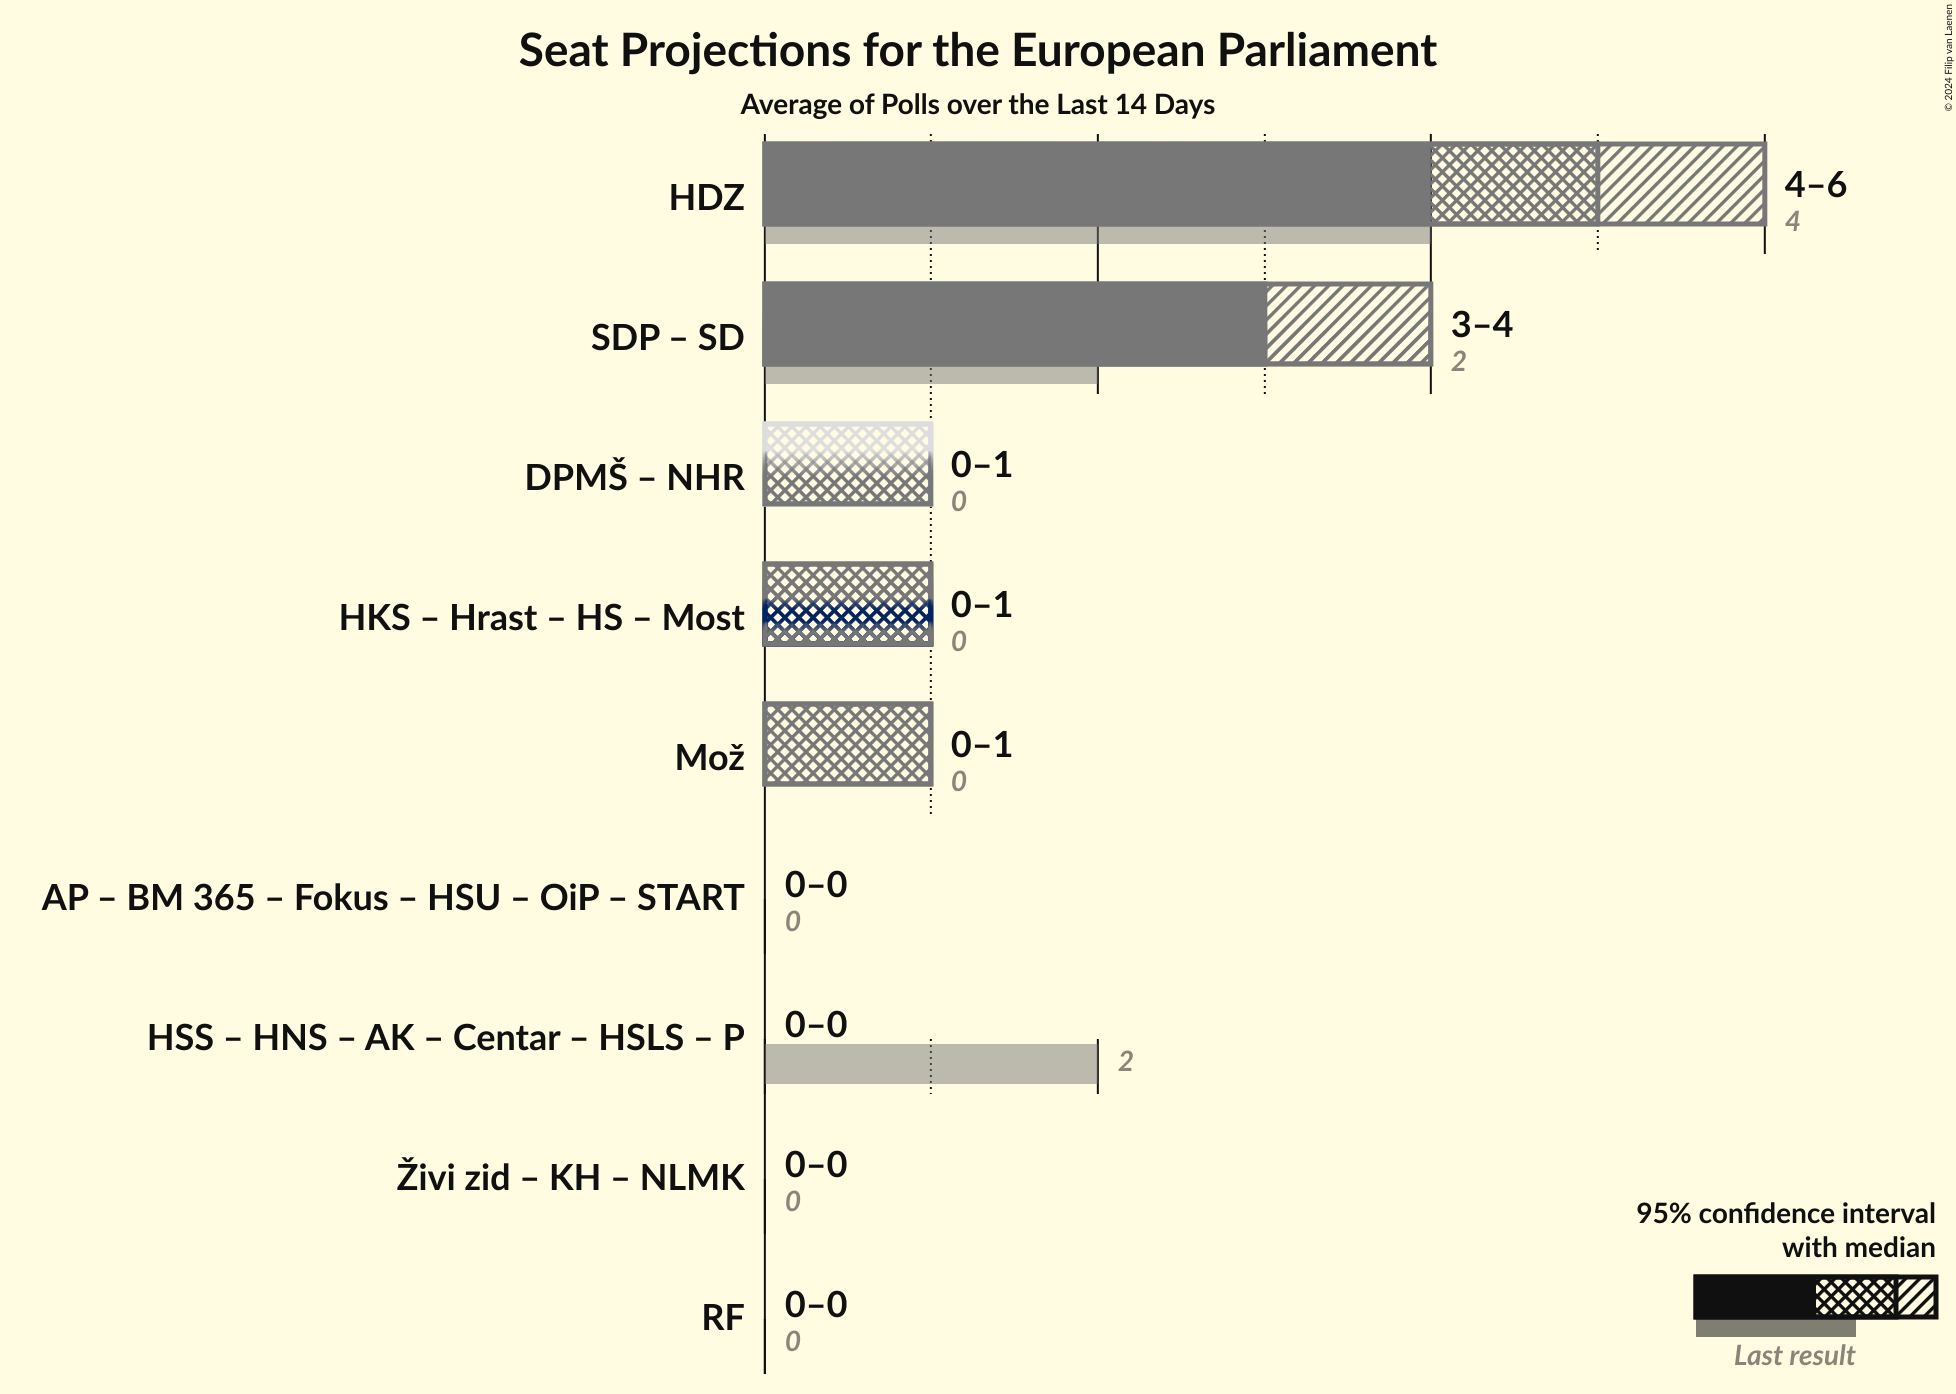 Seat Projections for the European Parliament
Average of Polls over the Last 14 Days
© 2024 Filip van Laenen
HDZ
4–6
4
SDP – SD
3–4
2
DPMŠ – NHR
0–1
0
HKS – Hrast – HS – Most
0–1
0
Mož
0–1
0
AP – BM 365 – Fokus – HSU – OiP – START
0–0
0
HSS – HNS – AK – Centar – HSLS – P
0–0
2
Živi zid – KH – NLMK
0–0
0
RF
0–0
0
95% confidence interval
with median
Last result